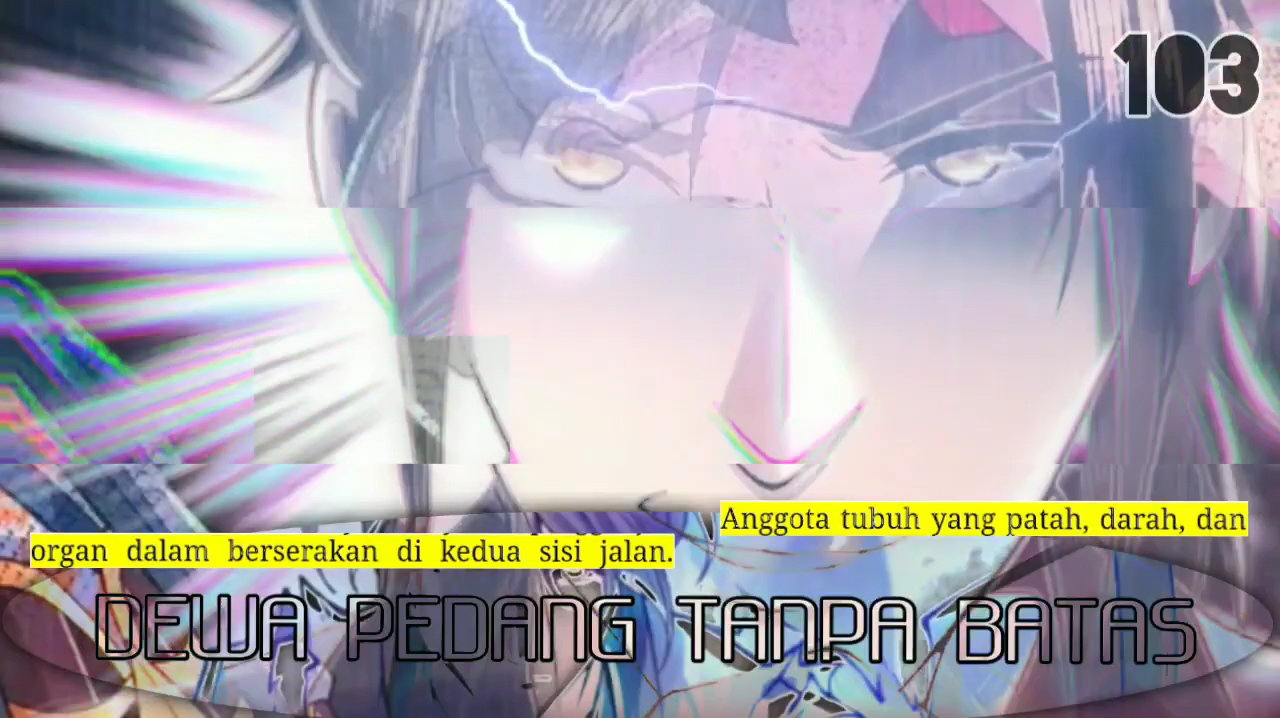 103
Anggota tubuh yang patah, darah, dan
organ dalam berserakan di kedua sisi jalan.
DEWA PEDANG TANPA BATAS